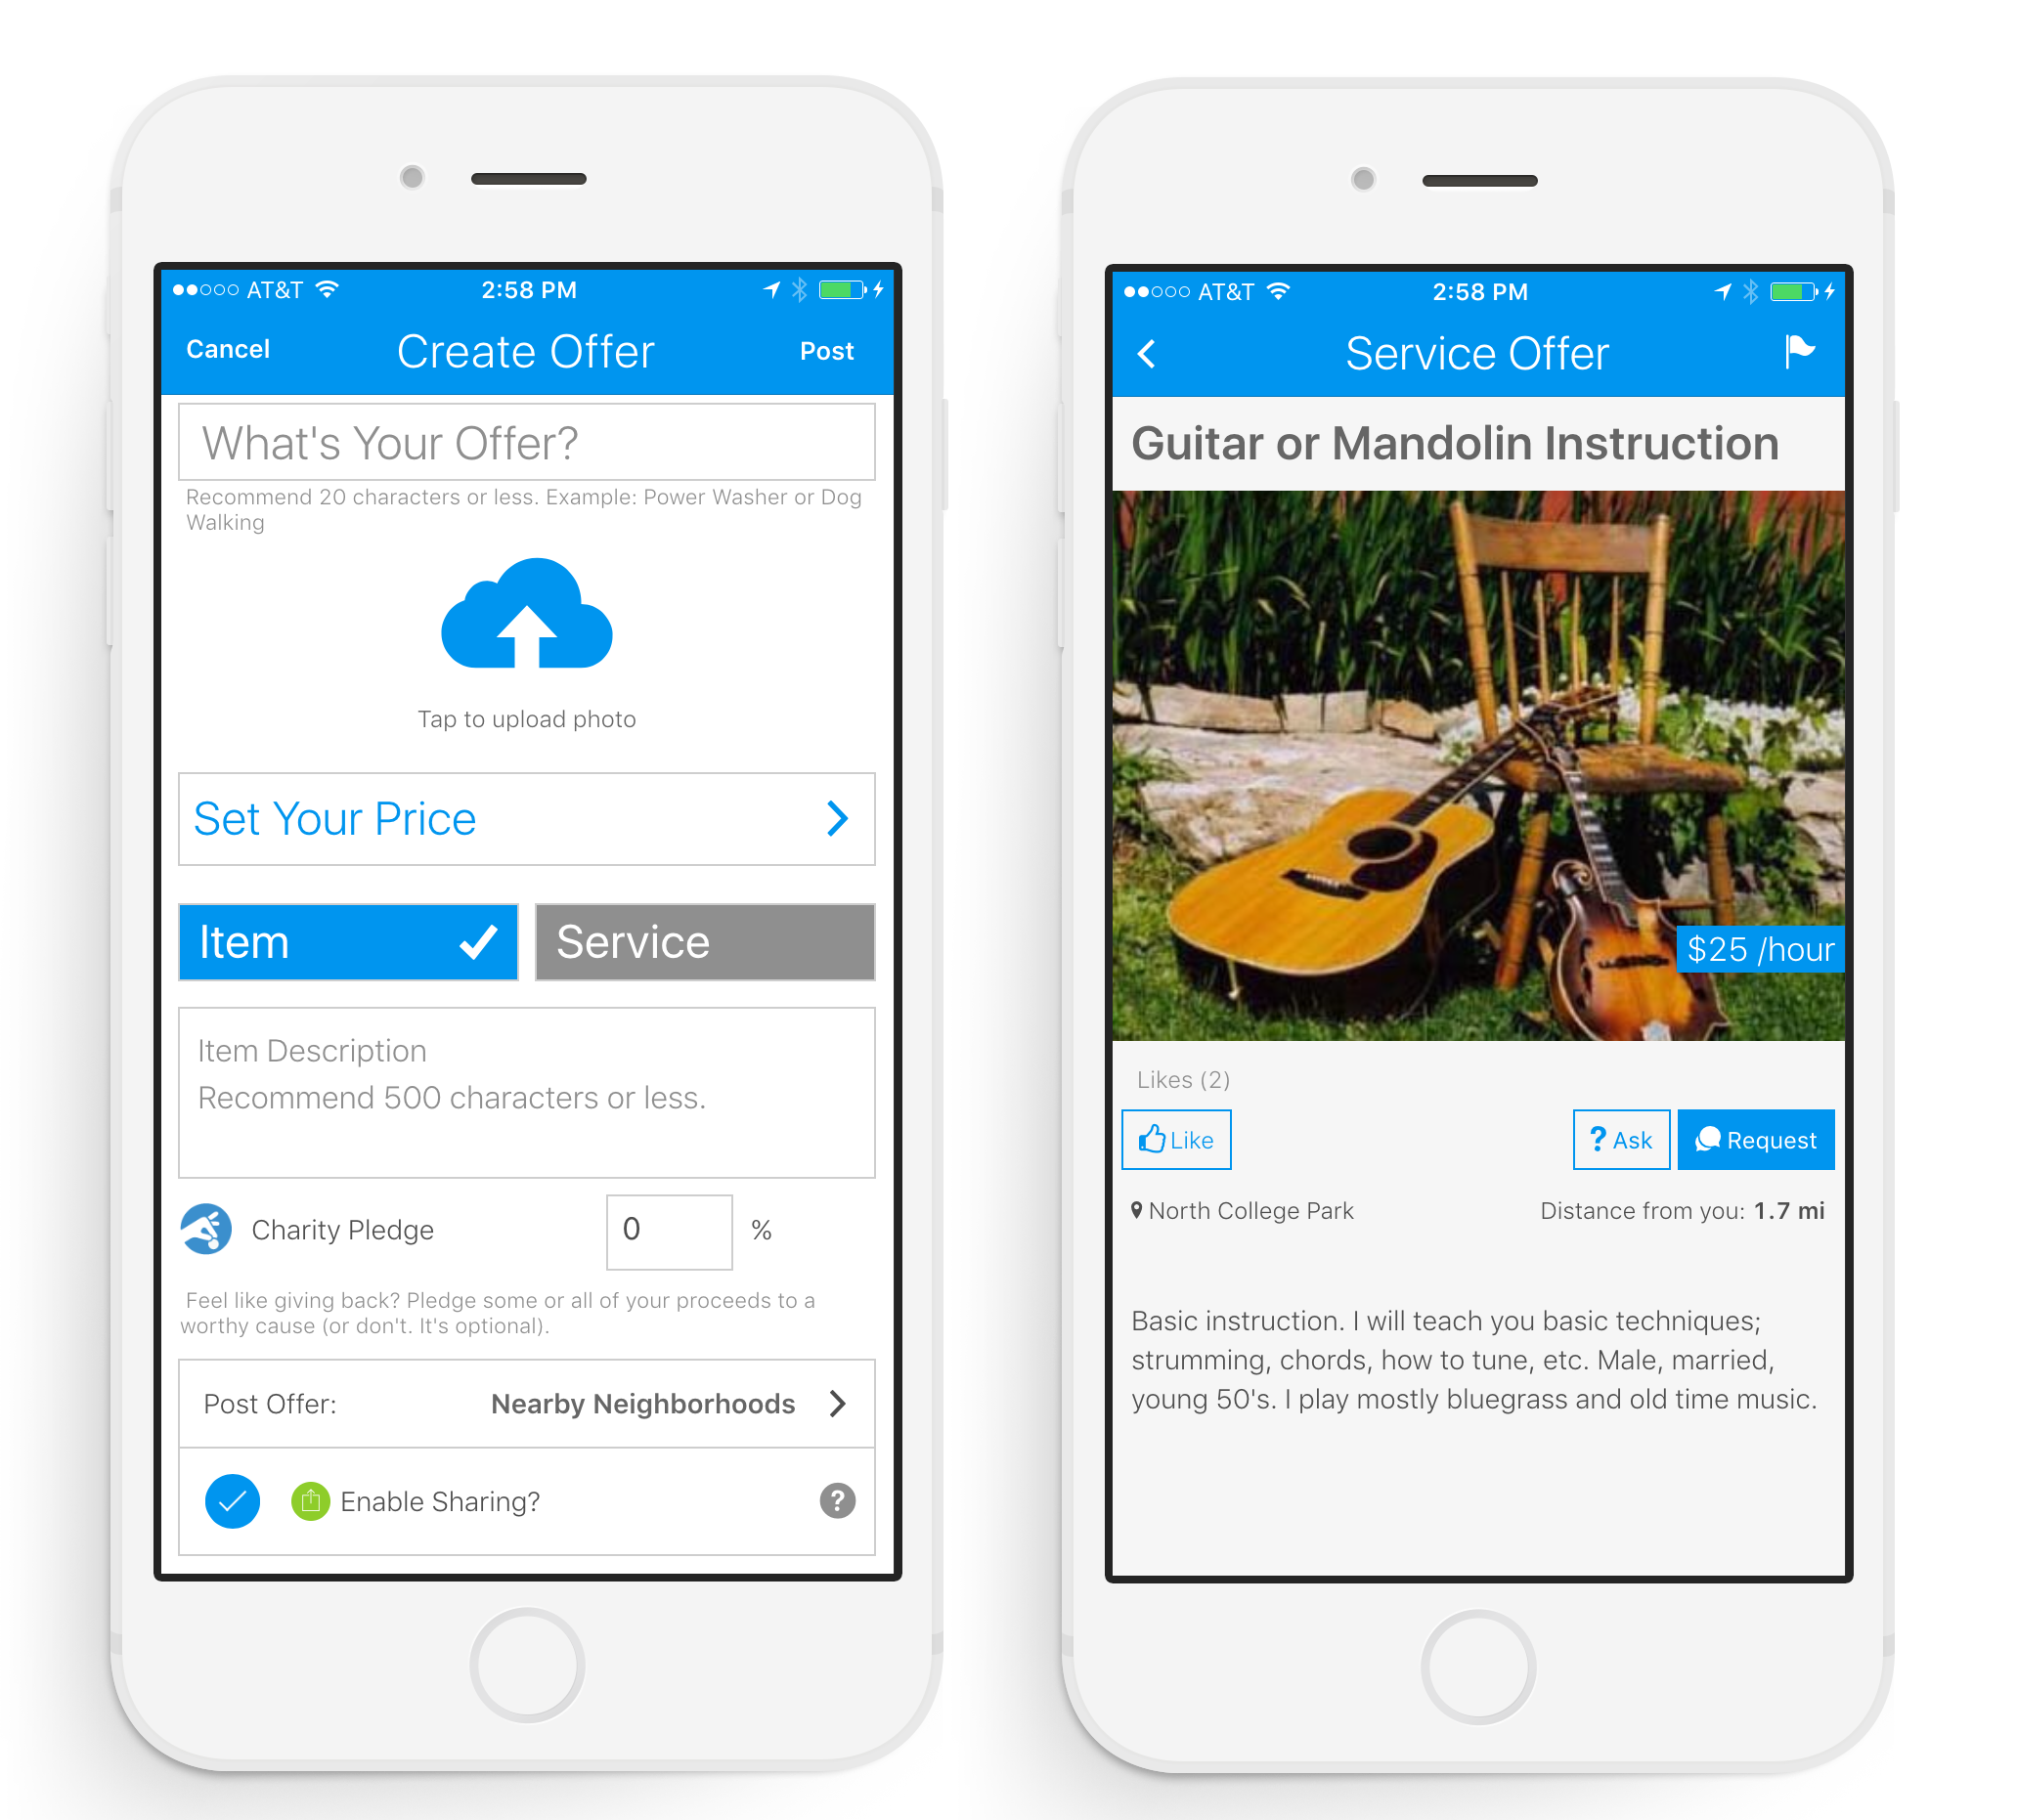 AT&T 2:58 PM
Cancel Create Offer Post
What's Your Offer?
Recommend 20 characters or less. Example: Power Washer or Dog
Walking
Tap to upload photo
Set Your Price
Item Service
Item Description
Recommend 500 characters or less.
Charity Pledge 0 %
Feel like giving back? Pledge some or all of your proceeds to a
worthy cause (or don't. It's optional).
Post Offer: Nearby Neighborhoods
Enable Sharing? ?
AT&T 2:58 PM
Service Offer
Guitar or Mandolin Instruction
$25 /hour
Likes (2)
Like ? Ask Request
North College Park Distance from you: 1.7 mi
Basic instruction. I will teach you basic techniques;
strumming, chords, how to tune, etc. Male, married,
young 50's. I play mostly bluegrass and old time music.